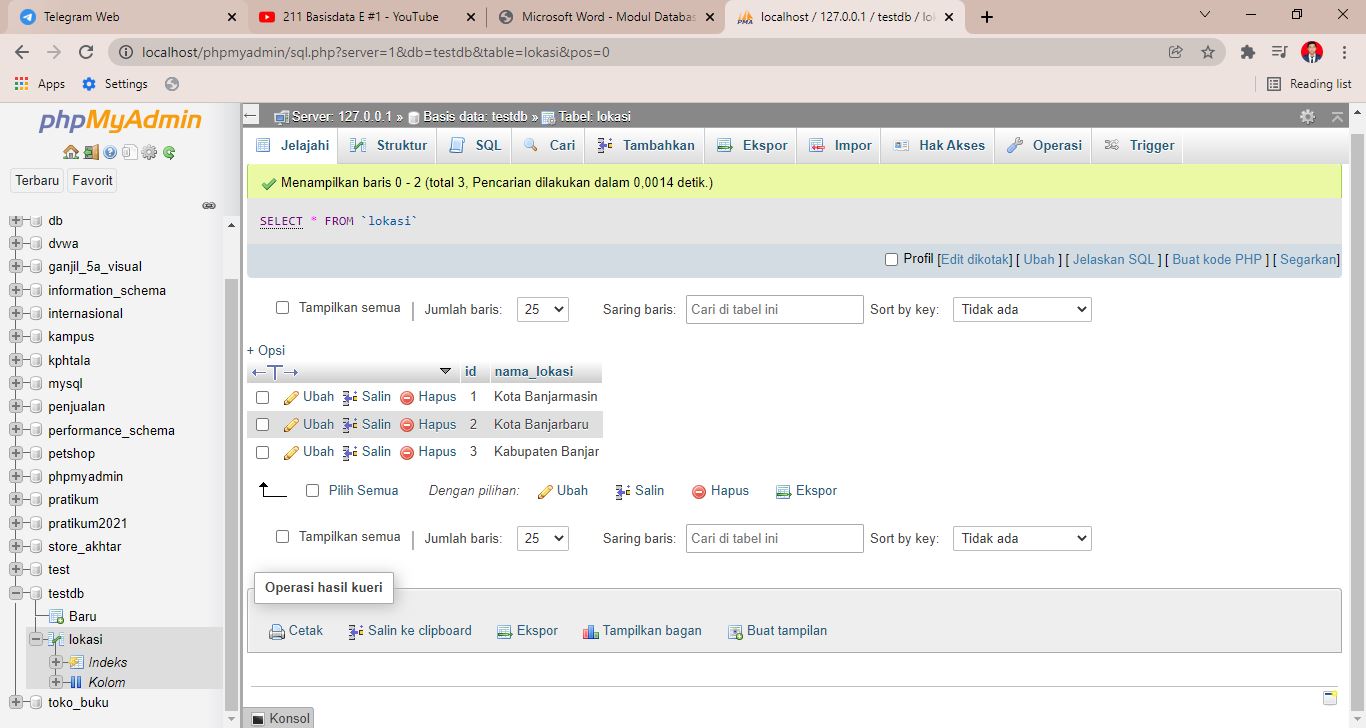 Telegram Web
211 Basisdata E #1 - YouTube
Microsoft Word - Modul Databas
localhost / 127.0.0.1 / testdb / lok
localhost/phpmyadmin/sql.php?server=1&db=testdb&table=lokasi&pos=0
Apps Settings Reading list
phpMyAdmin
Terbaru Favorit
db
dvwa
ganjil_5a_visual
information_schema
internasional
kampus
kphtala
mysql
penjualan
performance_schema
petshop
phpmyadmin
pratikum
pratikum2021
store_akhtar
test
testdb
Baru
lokasi
Indeks
Kolom
toko_buku
Server: 127.0.0.1 » Basis data: testdb » Tabel: lokasi
Jelajahi Struktur SQL Cari Tambahkan Ekspor Impor Hak Akses Operasi Trigger
Menampilkan baris 0 - 2 (total 3, Pencarian dilakukan dalam 0,0014 detik.)
SELECT * FROM `lokasi`
Profil [Edit dikotak] [ Ubah ] [ Jelaskan SQL ] [ Buat kode PHP ] [ Segarkan]
Tampilkan semua | Jumlah baris: 25 Saring baris: Cari di tabel ini Sort by key: Tidak ada
+ Opsi
←T→ id nama_lokasi
Ubah Salin Hapus 1 Kota Banjarmasin
Ubah Salin Hapus 2 Kota Banjarbaru
Ubah Salin Hapus 3 Kabupaten Banjar
Pilih Semua Dengan pilihan: Ubah Salin Hapus Ekspor
Tampilkan semua | Jumlah baris: 25 Saring baris: Cari di tabel ini Sort by key: Tidak ada
Operasi hasil kueri
Cetak Salin ke clipboard Ekspor Tampilkan bagan Buat tampilan
Konsol